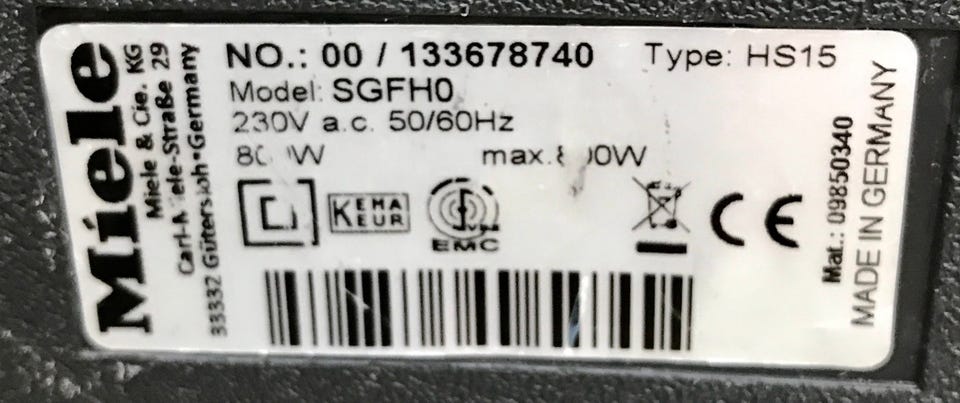 Miele
Miele & Cie. KG
Carl-Miele-Straße 29
33332 Gütersloh•Germany
NO.: 00 / 133678740 Type: HS15
Model: SGFH0
230V a.c. 50/60Hz
max.
KEMA
KEUR
EMC
CE
Mat.: 09850340
MADE IN GERMANY